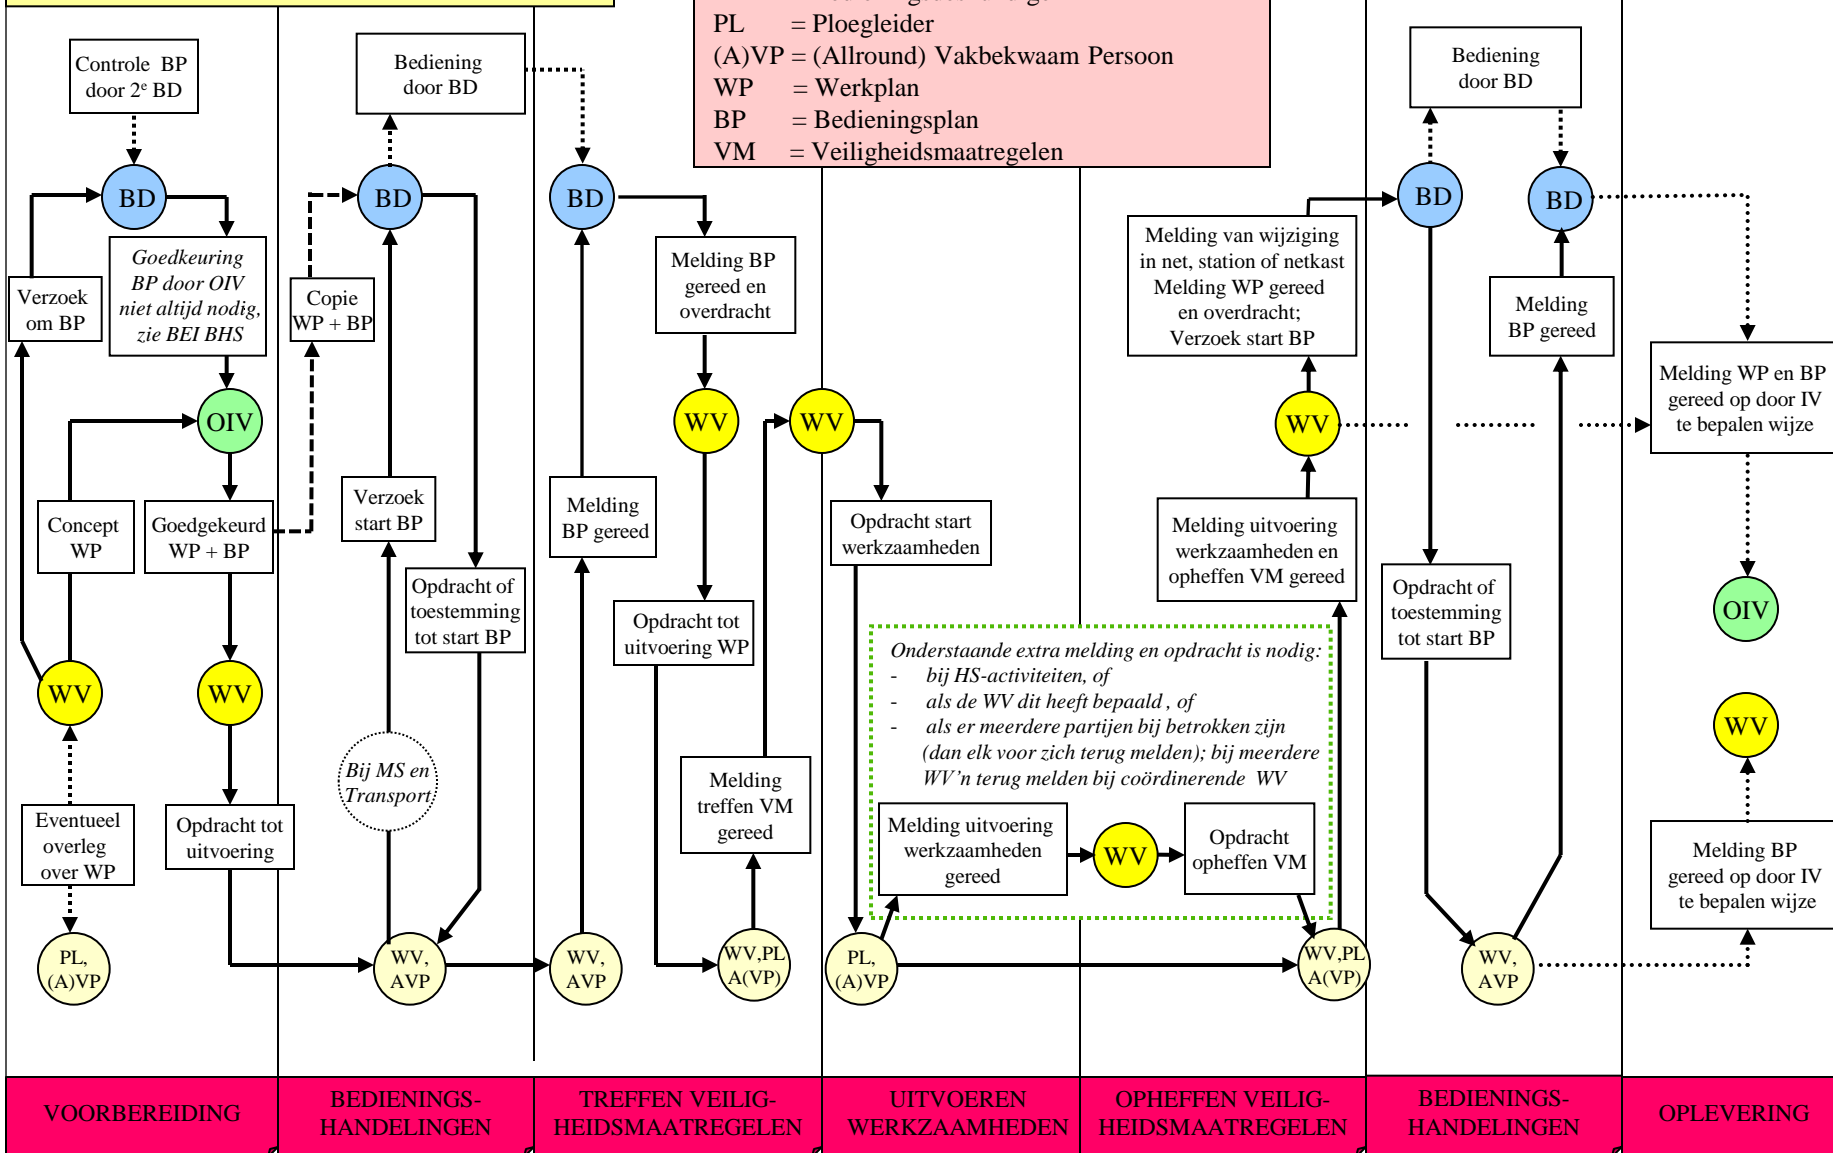 PL = Ploegleider
(A)VP = (Allround) Vakbekwaam Persoon
WP = Werkplan
BP = Bedieningsplan
VM = Veiligheidsmaatregelen
Controle BP
door 2e BD
BD
Goedkeuring
BP door OIV
niet altijd nodig,
zie BEI BHS
Verzoek
om BP
OIV
Concept
WP
Goedgekeurd
WP + BP
WV
WV
Eventueel
overleg
over WP
Opdracht tot
uitvoering
PL,
(A)VP
Bediening
door BD
BD
Copie
WP + BP
Verzoek
start BP
Opdracht of
toestemming
tot start BP
Bij MS en
Transport
WV,
AVP
BD
Melding BP
gereed en
overdracht
WV
WV
Melding
BP gereed
Opdracht tot
uitvoering WP
Melding
treffen VM
gereed
WV,
AVP
WV,PL
A(VP)
Opdracht start
werkzaamheden
Onderstaande extra melding en opdracht is nodig:
- bij HS-activiteiten, of
- als de WV dit heeft bepaald , of
- als er meerdere partijen bij betrokken zijn
(dan elk voor zich terug melden); bij meerdere
WV'n terug melden bij coördinerende WV
Melding uitvoering
werkzaamheden
gereed
WV
Opdracht
opheffen VM
PL,
(A)VP
WV,PL
A(VP)
Melding van wijziging
in net, station of netkast
Melding WP gereed
en overdracht;
Verzoek start BP
WV
Melding uitvoering
werkzaamheden en
opheffen VM gereed
Bediening
door BD
BD
BD
Melding
BP gereed
Opdracht of
toestemming
tot start BP
WV,
AVP
Melding WP en BP
gereed op door IV
te bepalen wijze
OIV
WV
Melding BP
gereed op door IV
te bepalen wijze
VOORBEREIDING
BEDIENINGS-
HANDELINGEN
TREFFEN VEILIG-
HEIDSMAATREGELEN
UITVOEREN
WERKZAAMHEDEN
OPHEFFEN VEILIG-
HEIDSMAATREGELEN
BEDIENINGS-
HANDELINGEN
OPLEVERING